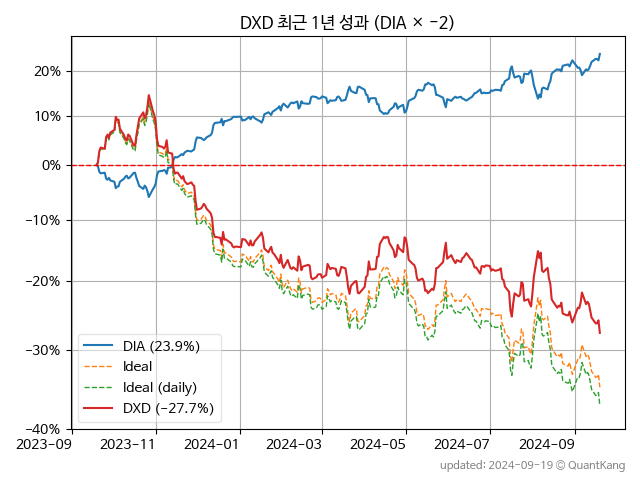 DXD 최근 1년 성과 (DIA × −2)
20%
10%
0%
−10%
−20%
−30%
−40%
DIA (23.9%)
Ideal
Ideal (daily)
DXD (−27.7%)
2023-09
2023-11
2024-01
2024-03
2024-05
2024-07
2024-09
updated: 2024-09-19 © QuantKang